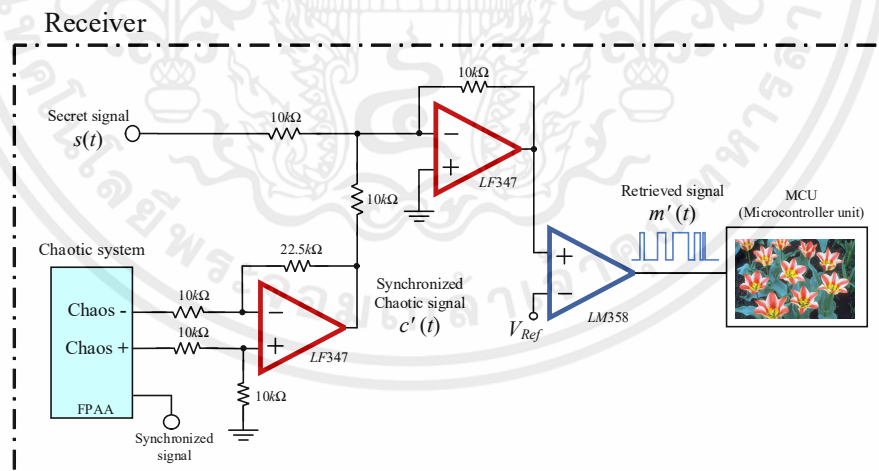 Receiver
10kΩ
Secret signal
s(t)
10kΩ
LF347
10kΩ
Retrieved signal
m'(t)
MCU
(Microcontroller unit)
Chaotic system
22.5kΩ
Synchronized
Chaotic signal
c'(t)
Chaos -
10kΩ
Chaos +
10kΩ
LF347
V_Ref
LM358
10kΩ
FPAA
Synchronized
signal